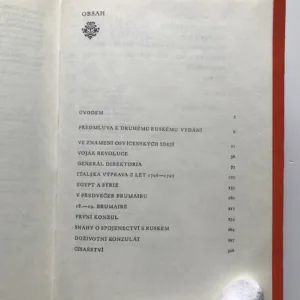 OBSAH
ÚVODEM
PŘEDMLUVA K DRUHÉMU RUSKÉMU VYDÁNÍ
VE ZNAMENÍ OSVÍCENSKÝCH IDEJÍ
VOJÁK REVOLUCE
GENERÁL DIREKTORIA
ITALSKÁ VÝPRAVA Z LET 1796–1797
EGYPT A SÝRIE
V PŘEDVEČER BRUMAIRU
18.–19. BRUMAIRE
PRVNÍ KONZUL
SNAHY O SPOJENECTVÍ S RUSKEM
DOŽIVOTNÍ KONZULÁT
CÍSAŘSTVÍ